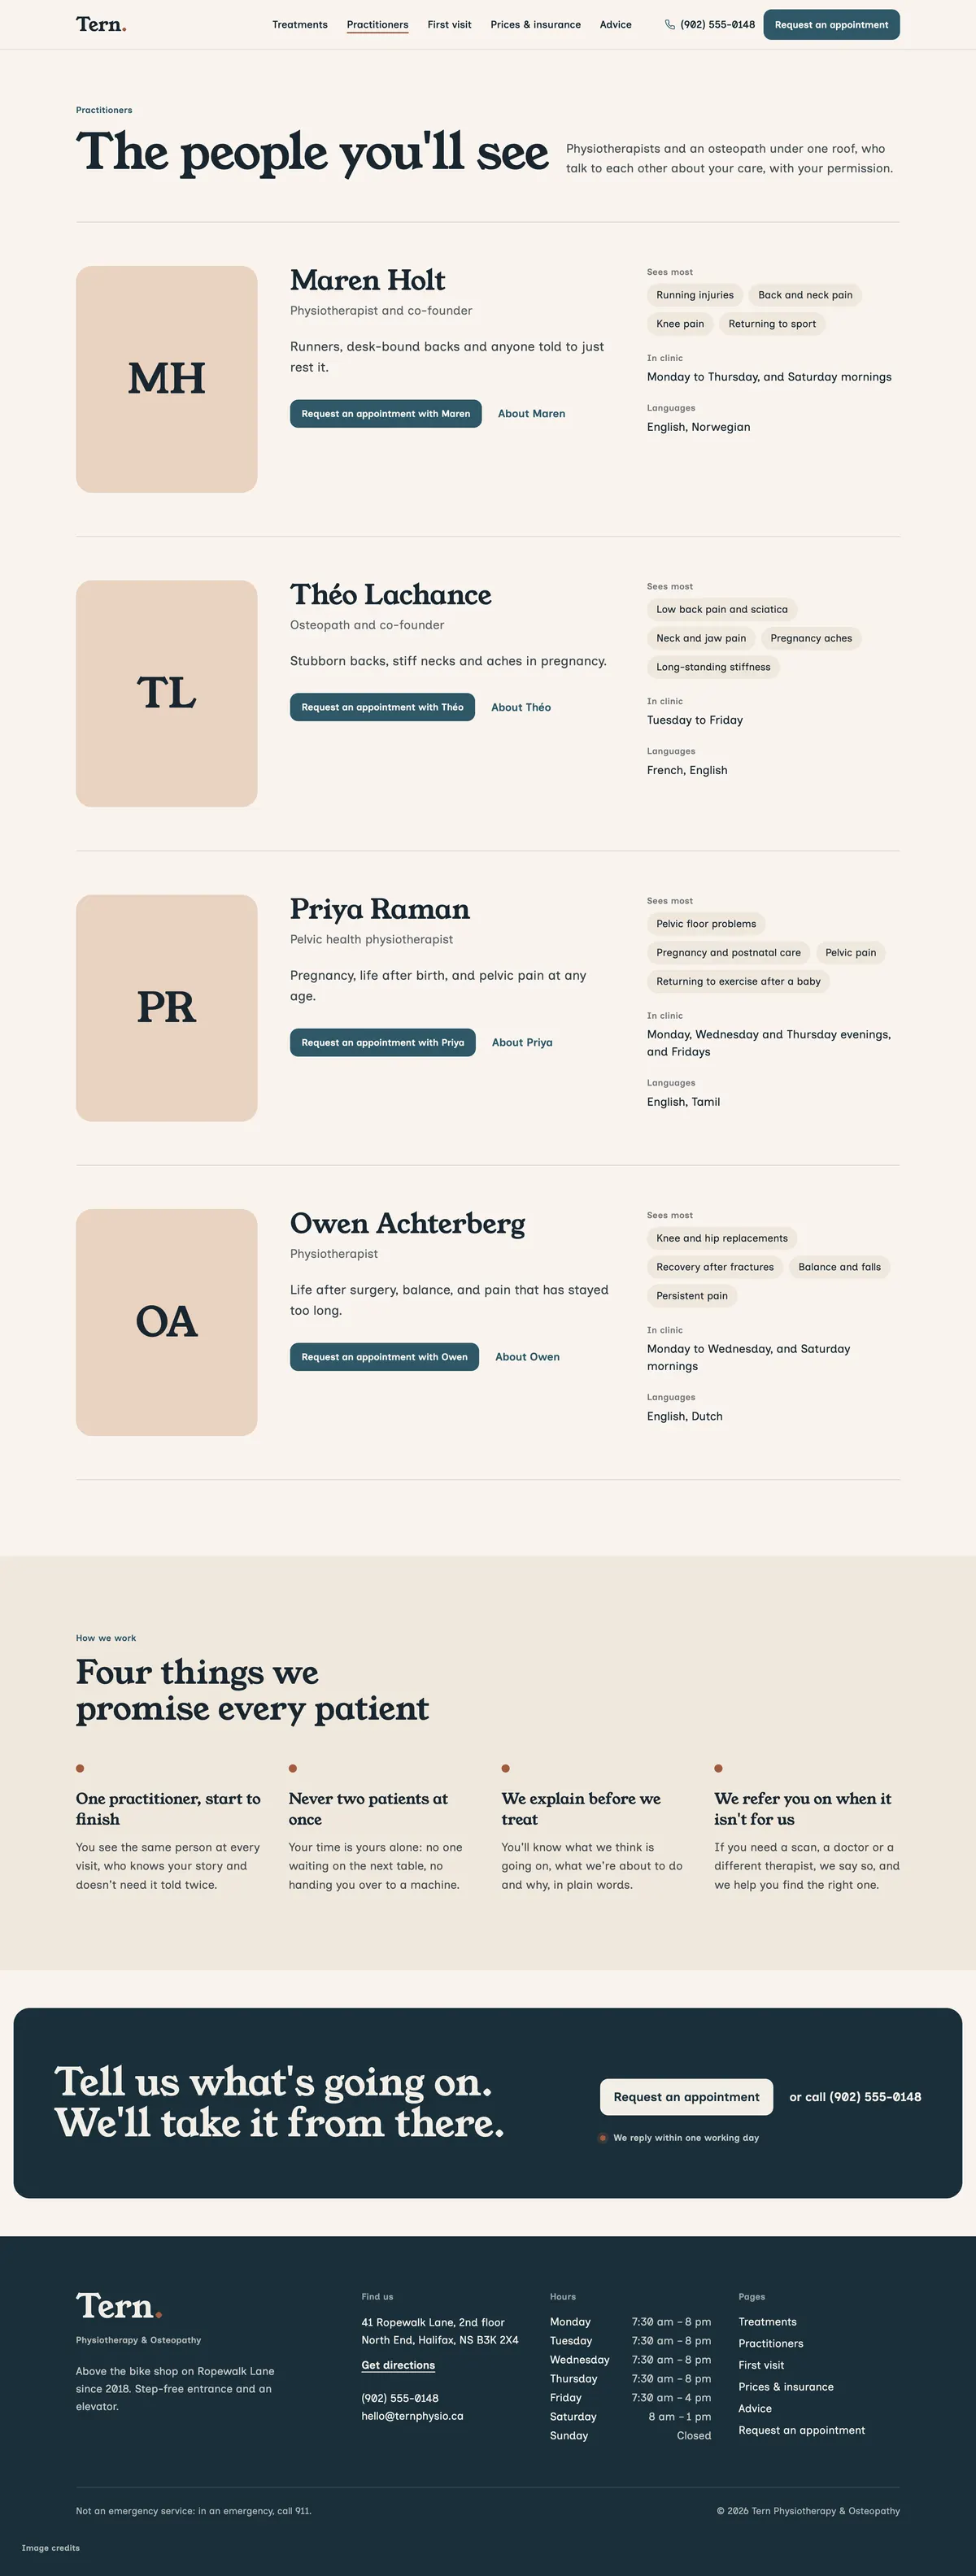 Tern.
Treatments
Practitioners
First visit
Prices & insurance
Advice
(902) 555-0148
Request an appointment
Practitioners
The people you'll see
Physiotherapists and an osteopath under one roof, who
talk to each other about your care, with your permission.
MH
Maren Holt
Physiotherapist and co-founder
Runners, desk-bound backs and anyone told to just
rest it.
Request an appointment with Maren
About Maren
Sees most
Running injuries
Back and neck pain
Knee pain
Returning to sport
In clinic
Monday to Thursday, and Saturday mornings
Languages
English, Norwegian
TL
Théo Lachance
Osteopath and co-founder
Stubborn backs, stiff necks and aches in pregnancy.
Request an appointment with Théo
About Théo
Sees most
Low back pain and sciatica
Neck and jaw pain
Pregnancy aches
Long-standing stiffness
In clinic
Tuesday to Friday
Languages
French, English
PR
Priya Raman
Pelvic health physiotherapist
Pregnancy, life after birth, and pelvic pain at any
age.
Request an appointment with Priya
About Priya
Sees most
Pelvic floor problems
Pregnancy and postnatal care
Pelvic pain
Returning to exercise after a baby
In clinic
Monday, Wednesday and Thursday evenings,
and Fridays
Languages
English, Tamil
OA
Owen Achterberg
Physiotherapist
Life after surgery, balance, and pain that has stayed
too long.
Request an appointment with Owen
About Owen
Sees most
Knee and hip replacements
Recovery after fractures
Balance and falls
Persistent pain
In clinic
Monday to Wednesday, and Saturday
mornings
Languages
English, Dutch
How we work
Four things we
promise every patient
One practitioner, start to
finish
You see the same person at every
visit, who knows your story and
doesn't need it told twice.
Never two patients at
once
Your time is yours alone: no one
waiting on the next table, no
handing you over to a machine.
We explain before we
treat
You'll know what we think is
going on, what we're about to do
and why, in plain words.
We refer you on when it
isn't for us
If you need a scan, a doctor or a
different therapist, we say so, and
we help you find the right one.
Tell us what's going on.
We'll take it from there.
Request an appointment
or call (902) 555-0148
We reply within one working day
Tern.
Physiotherapy & Osteopathy
Above the bike shop on Ropewalk Lane
since 2018. Step-free entrance and an
elevator.
Find us
41 Ropewalk Lane, 2nd floor
North End, Halifax, NS B3K 2X4
Get directions
(902) 555-0148
hello@ternphysio.ca
Hours
Monday 7:30 am – 8 pm
Tuesday 7:30 am – 8 pm
Wednesday 7:30 am – 8 pm
Thursday 7:30 am – 8 pm
Friday 7:30 am – 4 pm
Saturday 8 am – 1 pm
Sunday Closed
Pages
Treatments
Practitioners
First visit
Prices & insurance
Advice
Request an appointment
Not an emergency service: in an emergency, call 911.
© 2026 Tern Physiotherapy & Osteopathy
Image credits